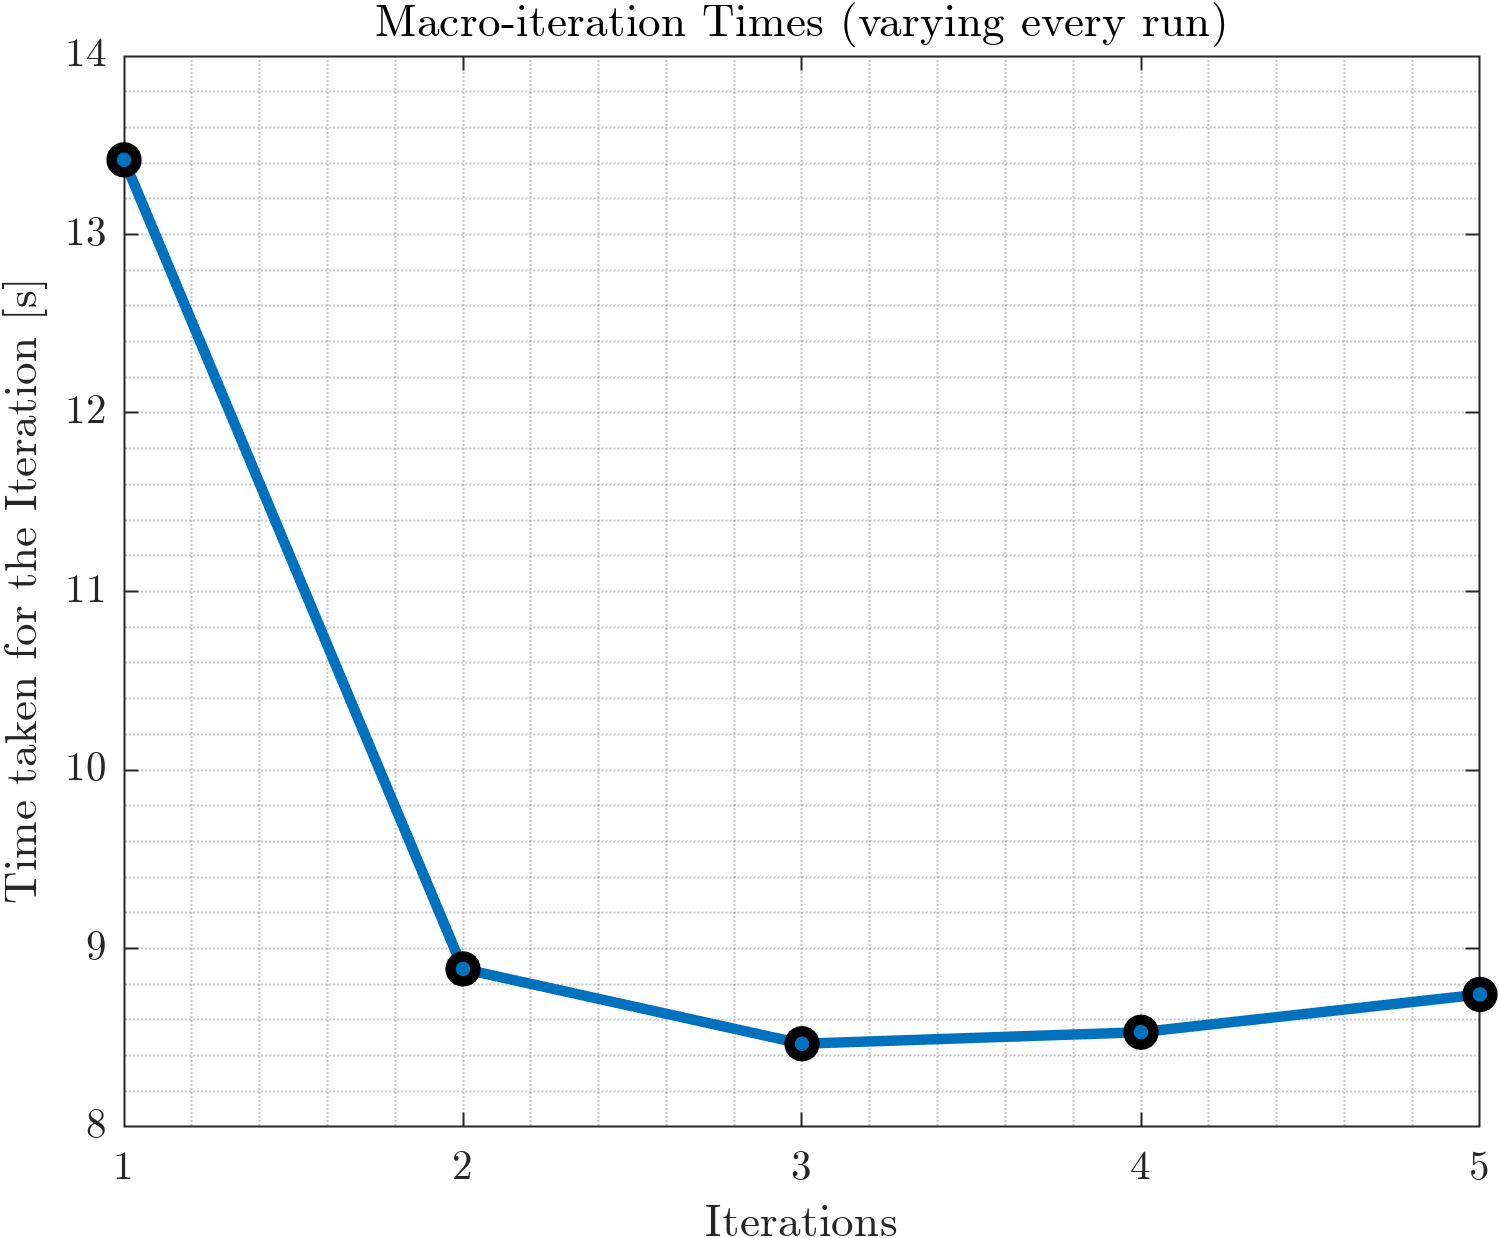 Macro-iteration Times (varying every run)
14
13
12
11
10
9
8
Time taken for the Iteration [s]
1 2 3 4 5
Iterations